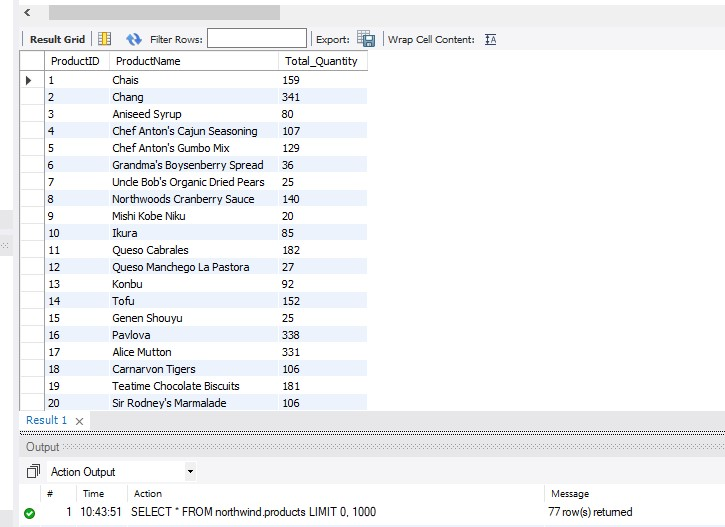 Result Grid Filter Rows: Export: Wrap Cell Content:
ProductID ProductName Total_Quantity
1 Chais 159
2 Chang 341
3 Aniseed Syrup 80
4 Chef Anton's Cajun Seasoning 107
5 Chef Anton's Gumbo Mix 129
6 Grandma's Boysenberry Spread 36
7 Uncle Bob's Organic Dried Pears 25
8 Northwoods Cranberry Sauce 140
9 Mishi Kobe Niku 20
10 Ikura 85
11 Queso Cabrales 182
12 Queso Manchego La Pastora 27
13 Konbu 92
14 Tofu 152
15 Genen Shouyu 25
16 Pavlova 338
17 Alice Mutton 331
18 Carnarvon Tigers 106
19 Teatime Chocolate Biscuits 181
20 Sir Rodney's Marmalade 106
Result 1
Output
Action Output
# Time Action Message
1 10:43:51 SELECT * FROM northwind.products LIMIT 0, 1000 77 row(s) returned